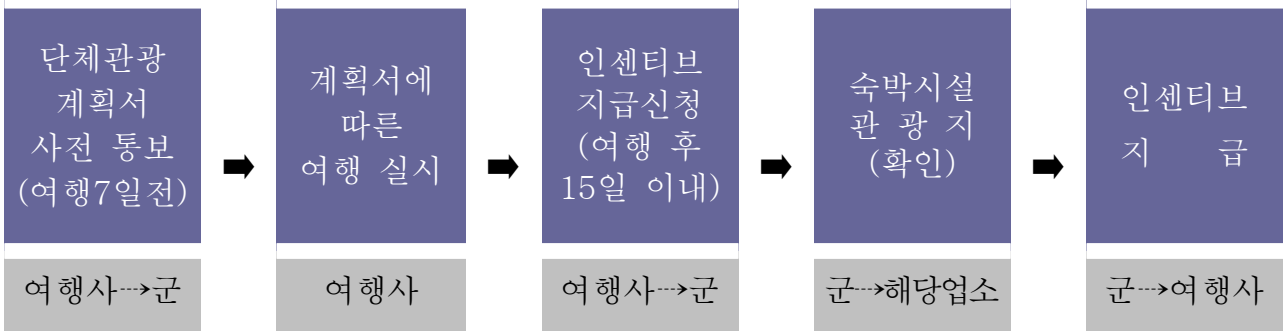 단체관광
계획서
사전 통보
(여행7일전)
여행사⤍군
계획서에
따른
여행 실시
여행사
인센티브
지급신청
(여행 후
15일 이내)
여행사⤍군
숙박시설
관 광 지
(확인)
군⤍해당업소
인센티브
지 급
군⤍여행사